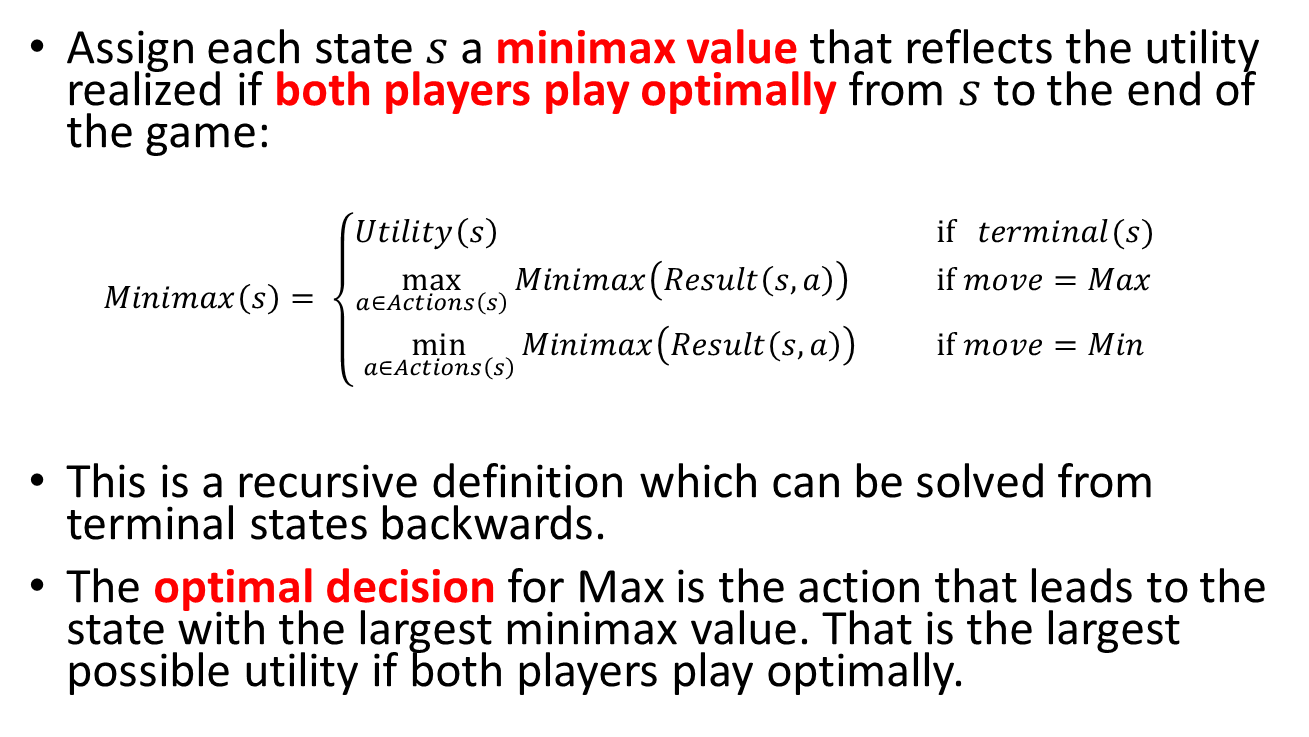 • Assign each state 𝑠 a minimax value that reflects the utility
realized if both players play optimally from 𝑠 to the end of
the game:
𝑈𝑡𝑖𝑙𝑖𝑡𝑦(𝑠) if 𝑡𝑒𝑟𝑚𝑖𝑛𝑎𝑙(𝑠)
𝑀𝑖𝑛𝑖𝑚𝑎𝑥(𝑠) = { max 𝑀𝑖𝑛𝑖𝑚𝑎𝑥(𝑅𝑒𝑠𝑢𝑙𝑡(𝑠, 𝑎)) if 𝑚𝑜𝑣𝑒 = 𝑀𝑎𝑥
𝑎∈𝐴𝑐𝑡𝑖𝑜𝑛𝑠(𝑠)
min 𝑀𝑖𝑛𝑖𝑚𝑎𝑥(𝑅𝑒𝑠𝑢𝑙𝑡(𝑠, 𝑎)) if 𝑚𝑜𝑣𝑒 = 𝑀𝑖𝑛
𝑎∈𝐴𝑐𝑡𝑖𝑜𝑛𝑠(𝑠)
• This is a recursive definition which can be solved from
terminal states backwards.
• The optimal decision for Max is the action that leads to the
state with the largest minimax value. That is the largest
possible utility if both players play optimally.